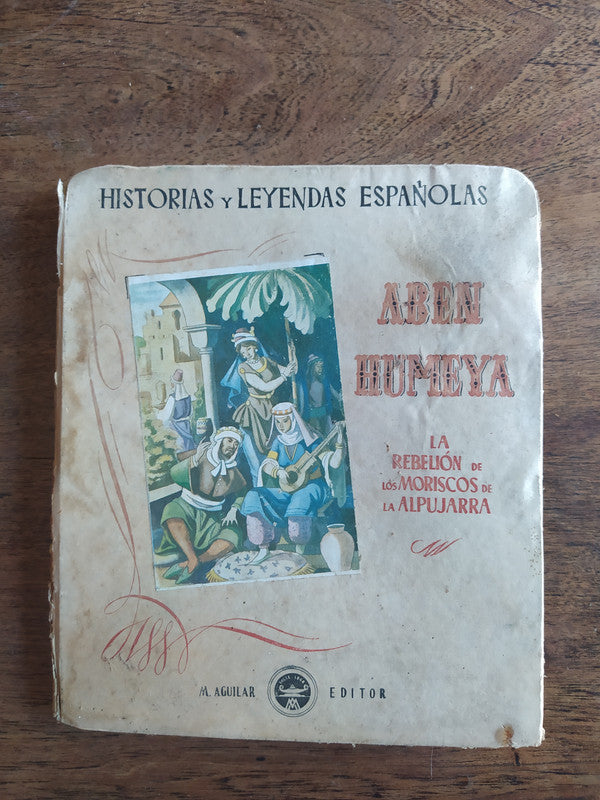 HISTORIAS Y LEYENDAS ESPAÑOLAS
ABEN
HUMEYA
LA
REBELIÓN DE
LOS MORISCOS DE
LA ALPUJARRA
M. AGUILAR EDITOR